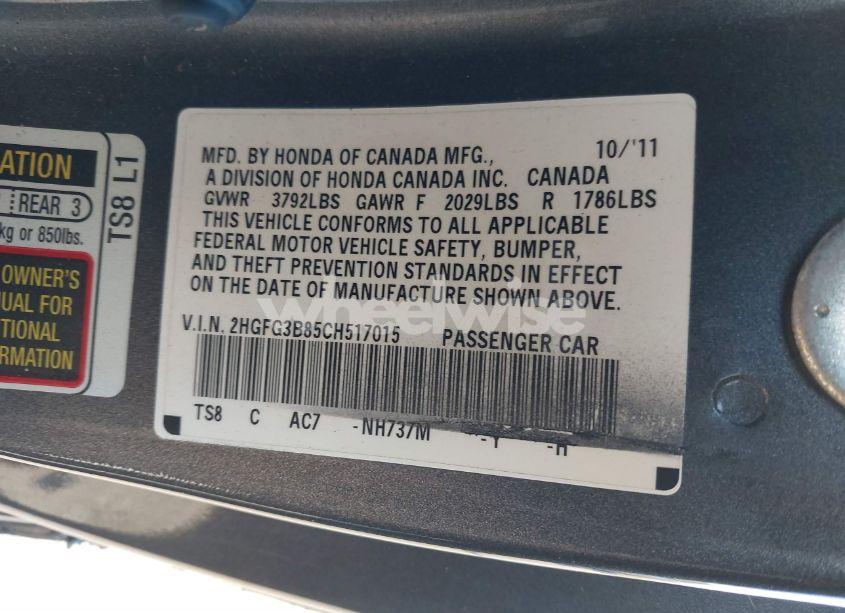 ATION
REAR 3
kg or 850lbs.
OWNER'S
UAL FOR
TIONAL
RMATION
TS8 L1
MFD. BY HONDA OF CANADA MFG., 10/'11
A DIVISION OF HONDA CANADA INC. CANADA
GVWR 3792LBS GAWR F 2029LBS R 1786LBS
THIS VEHICLE CONFORMS TO ALL APPLICABLE
FEDERAL MOTOR VEHICLE SAFETY, BUMPER,
AND THEFT PREVENTION STANDARDS IN EFFECT
ON THE DATE OF MANUFACTURE SHOWN ABOVE.
wheelwise
V.I.N. 2HGFG3B85CH517015 PASSENGER CAR
TS8 C AC7 -NH737M -Y -H